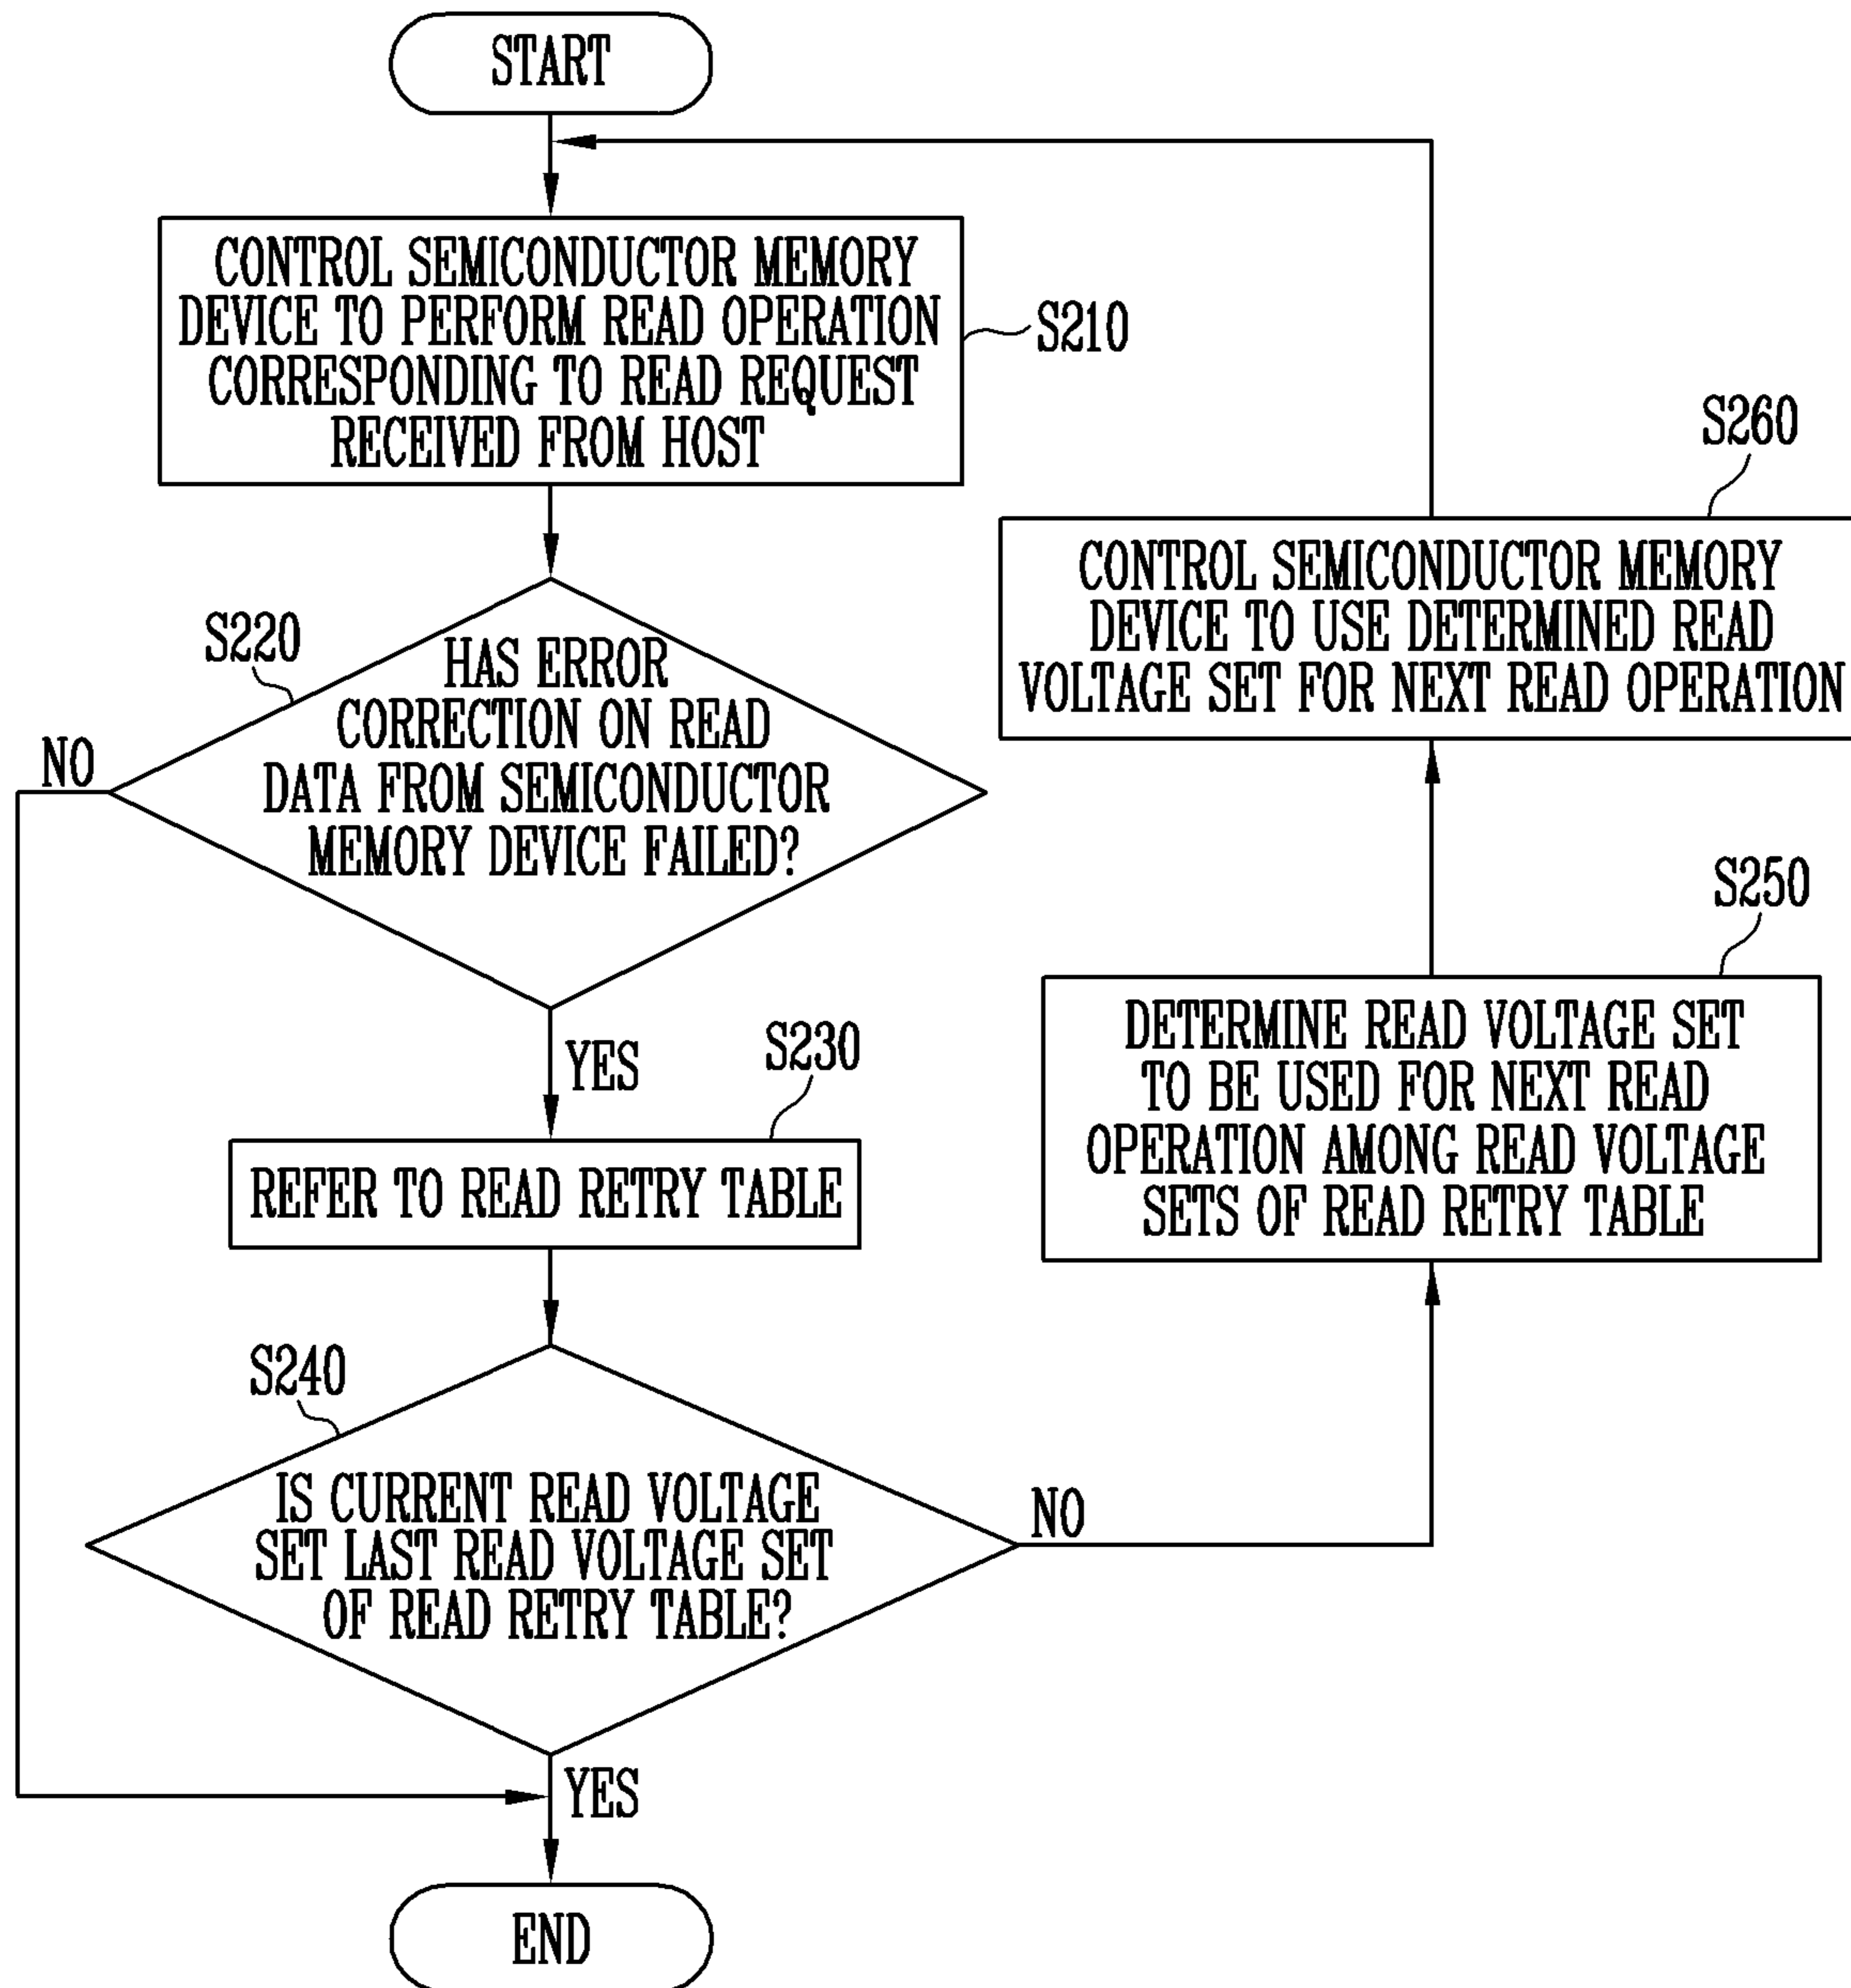 START
CONTROL SEMICONDUCTOR MEMORY
DEVICE TO PERFORM READ OPERATION
CORRESPONDING TO READ REQUEST
RECEIVED FROM HOST
S210
S220
HAS ERROR
CORRECTION ON READ
DATA FROM SEMICONDUCTOR
MEMORY DEVICE FAILED?
NO
YES
S230
REFER TO READ RETRY TABLE
S240
IS CURRENT READ VOLTAGE
SET LAST READ VOLTAGE SET
OF READ RETRY TABLE?
NO
YES
S250
DETERMINE READ VOLTAGE SET
TO BE USED FOR NEXT READ
OPERATION AMONG READ VOLTAGE
SETS OF READ RETRY TABLE
S260
CONTROL SEMICONDUCTOR MEMORY
DEVICE TO USE DETERMINED READ
VOLTAGE SET FOR NEXT READ OPERATION
END